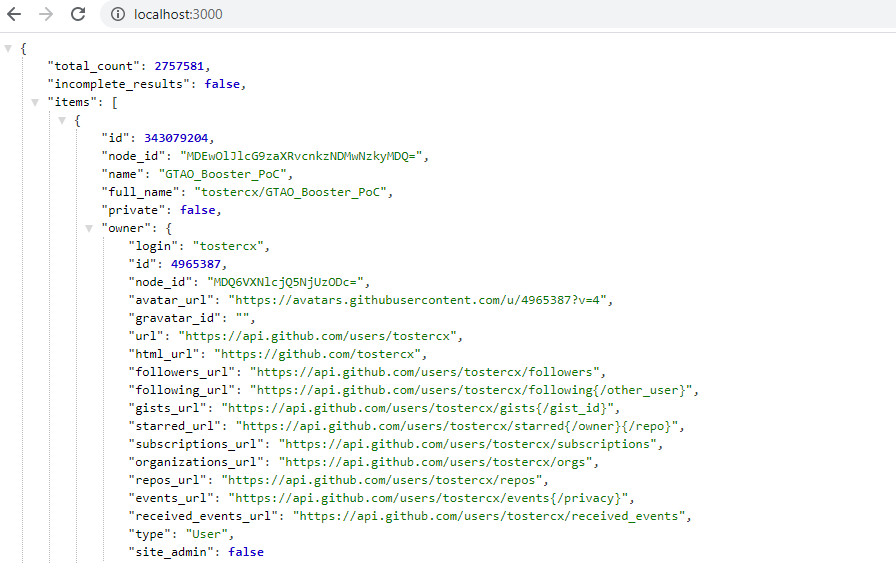 localhost:3000
{
"total_count": 2757581,
"incomplete_results": false,
"items": [
{
"id": 343079204,
"node_id": "MDEwOlJlcG9zaXRvcnkzNDMwNzkyMDQ=",
"name": "GTAO_Booster_PoC",
"full_name": "tostercx/GTAO_Booster_PoC",
"private": false,
"owner": {
"login": "tostercx",
"id": 4965387,
"node_id": "MDQ6VXNlcjQ5NjUzODc=",
"avatar_url": "https://avatars.githubusercontent.com/u/4965387?v=4",
"gravatar_id": "",
"url": "https://api.github.com/users/tostercx",
"html_url": "https://github.com/tostercx",
"followers_url": "https://api.github.com/users/tostercx/followers",
"following_url": "https://api.github.com/users/tostercx/following{/other_user}",
"gists_url": "https://api.github.com/users/tostercx/gists{/gist_id}",
"starred_url": "https://api.github.com/users/tostercx/starred{/owner}{/repo}",
"subscriptions_url": "https://api.github.com/users/tostercx/subscriptions",
"organizations_url": "https://api.github.com/users/tostercx/orgs",
"repos_url": "https://api.github.com/users/tostercx/repos",
"events_url": "https://api.github.com/users/tostercx/events{/privacy}",
"received_events_url": "https://api.github.com/users/tostercx/received_events",
"type": "User",
"site_admin": false